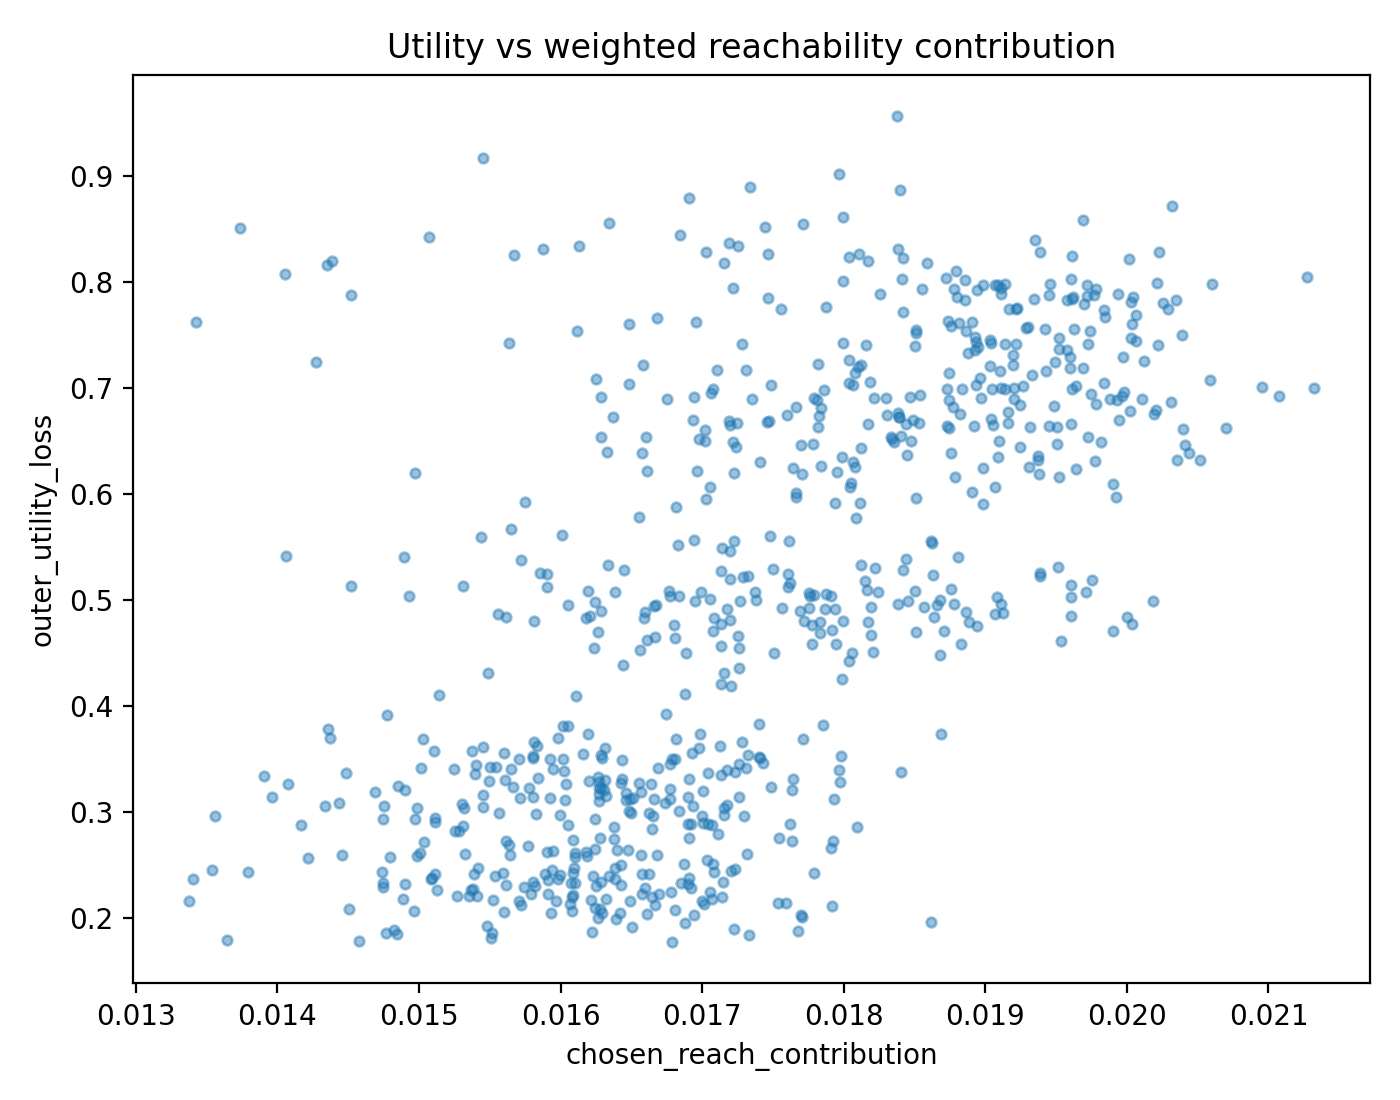 Utility vs weighted reachability contribution
outer_utility_loss
0.9
0.8
0.7
0.6
0.5
0.4
0.3
0.2
0.013 0.014 0.015 0.016 0.017 0.018 0.019 0.020 0.021
chosen_reach_contribution